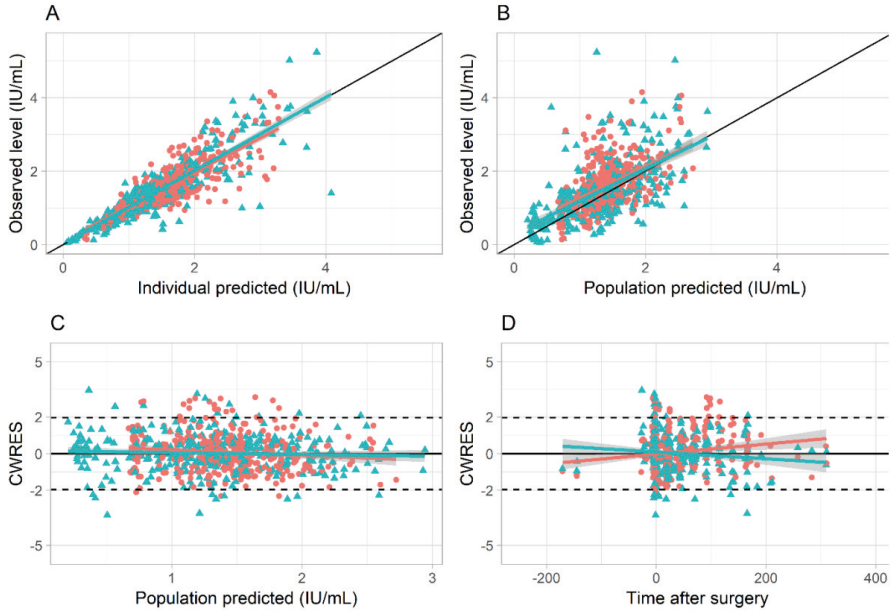 A
B
Observed level (IU/mL)
4
2
0
0
2
4
Individual predicted (IU/mL)
Observed level (IU/mL)
4
2
0
0
2
4
Population predicted (IU/mL)
C
D
CWRES
5
2
0
-2
-5
1
2
3
Population predicted (IU/mL)
CWRES
5
2
0
-2
-5
-200
0
200
400
Time after surgery